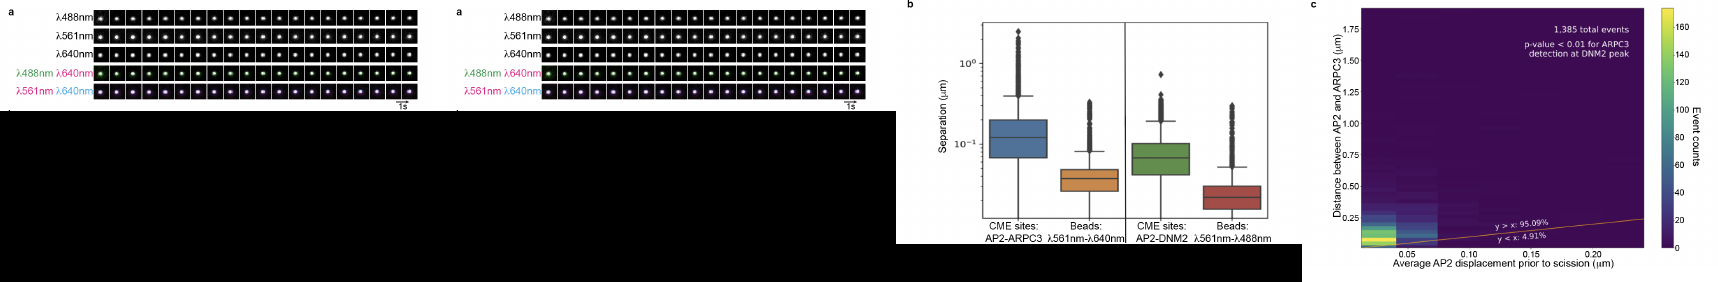 a
λ488nm
λ561nm
λ640nm
λ488nm λ640nm
λ561nm λ640nm
1s
a
λ488nm
λ561nm
λ640nm
λ488nm λ640nm
λ561nm λ640nm
1s
b
Separation (μm)
10⁰
10⁻¹
CME sites:
AP2-ARPC3
Beads:
λ561nm-λ640nm
CME sites:
AP2-DNM2
Beads:
λ561nm-λ488nm
c
Distance between AP2 and ARPC3 (μm)
1.75
1.50
1.25
1.00
0.75
0.50
0.25
1,385 total events
p-value < 0.01 for ARPC3
detection at DNM2 peak
y > x: 95.09%
y < x: 4.91%
0.05
0.10
0.15
0.20
Average AP2 displacement prior to scission (μm)
160
140
120
100
80
60
40
20
0
Event counts